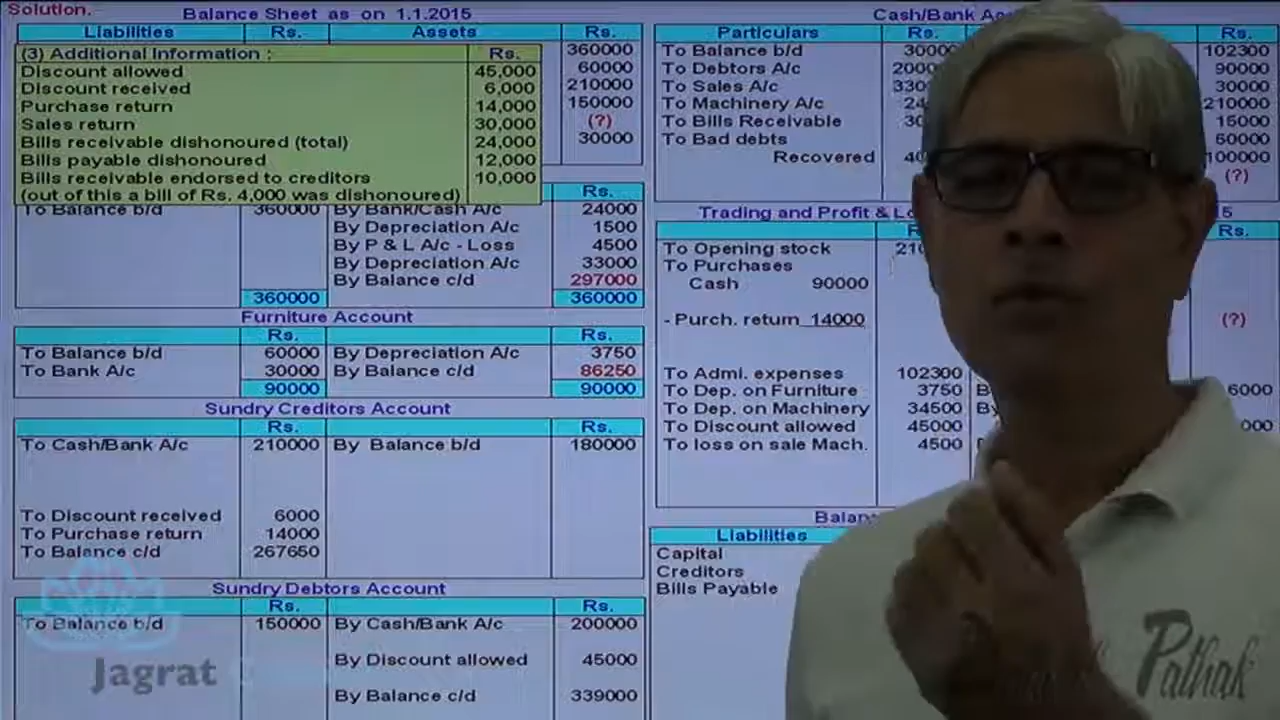 Solution.
Balance Sheet as on 1.1.2015
Liabilities Rs. Assets Rs.
(3) Additional Information : Rs.
Discount allowed 45,000
Discount received 6,000
Purchase return 14,000
Sales return 30,000
Bills receivable dishonoured (total) 24,000
Bills payable dishonoured 12,000
Bills receivable endorsed to creditors 10,000
(out of this a bill of Rs. 4,000 was dishonoured)
360000
60000
210000
150000
(?)
30000
Rs.
To Balance b/d 360000 By Bank/Cash A/c 24000
By Depreciation A/c 1500
By P & L A/c - Loss 4500
By Depreciation A/c 33000
By Balance c/d 297000
360000 360000
Furniture Account
Rs. Rs.
To Balance b/d 60000 By Depreciation A/c 3750
To Bank A/c 30000 By Balance c/d 86250
90000 90000
Sundry Creditors Account
Rs. Rs.
To Cash/Bank A/c 210000 By Balance b/d 180000
To Discount received 6000
To Purchase return 14000
To Balance c/d 267650
Sundry Debtors Account
Rs. Rs.
To Balance b/d 150000 By Cash/Bank A/c 200000
By Discount allowed 45000
By Balance c/d 339000
Jagrat
Cash/Bank
Particulars Rs. Rs.
To Balance b/d 30000 102300
To Debtors A/c 90000
To Sales A/c 30000
To Machinery A/c 210000
To Bills Receivable 15000
To Bad debts 60000
Recovered 100000
(?)
Trading and Profit &
Rs.
To Opening stock
To Purchases
Cash 90000
- Purch. return 14000 (?)
To Admi. expenses 102300
To Dep. on Furniture 3750 6000
To Dep. on Machinery 34500
To Discount allowed 45000
To loss on sale Mach. 4500
Liabilities
Capital
Creditors
Bills Payable
Pathak